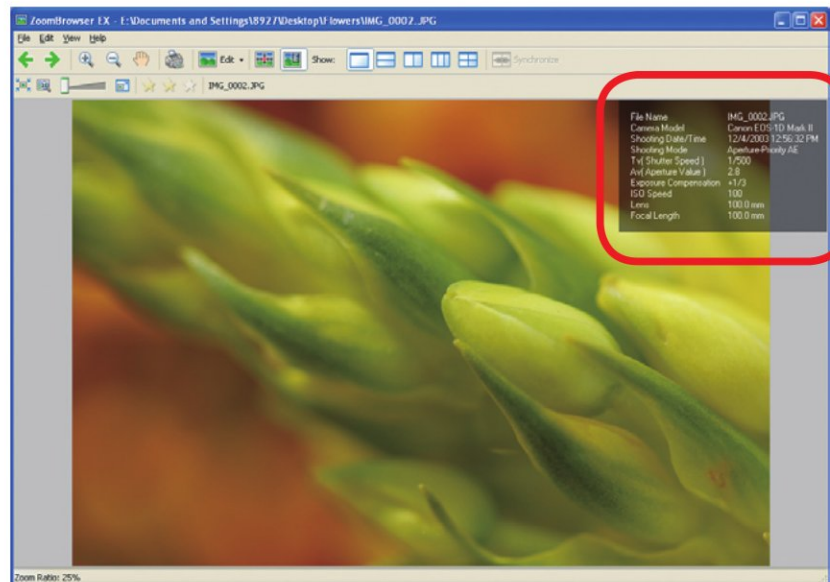 ZoomBrowser EX - E:\Documents and Settings\8927\Desktop\Flowers\IMG_0002.JPG
File Edit View Help
Edit Show: Synchronize
IMG_0002.JPG
File Name IMG_0002.JPG
Camera Model Canon EOS-1D Mark II
Shooting Date/Time 12/4/2003 12:56:32 PM
Shooting Mode Aperture-Priority AE
Tv( Shutter Speed ) 1/500
Av( Aperture Value ) 2.8
Exposure Compensation +1/3
ISO Speed 100
Lens 100.0 mm
Focal Length 100.0 mm
Zoom Ratio: 25%